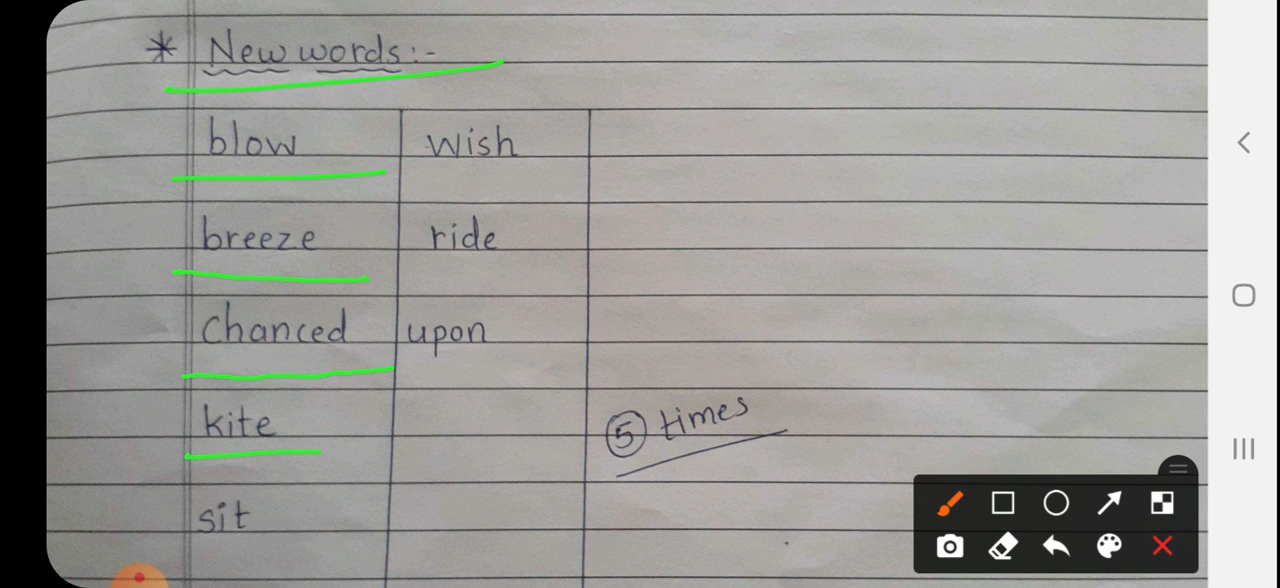 * New words:-
blow wish
breeze ride
Chanced upon
kite
5 times
sit